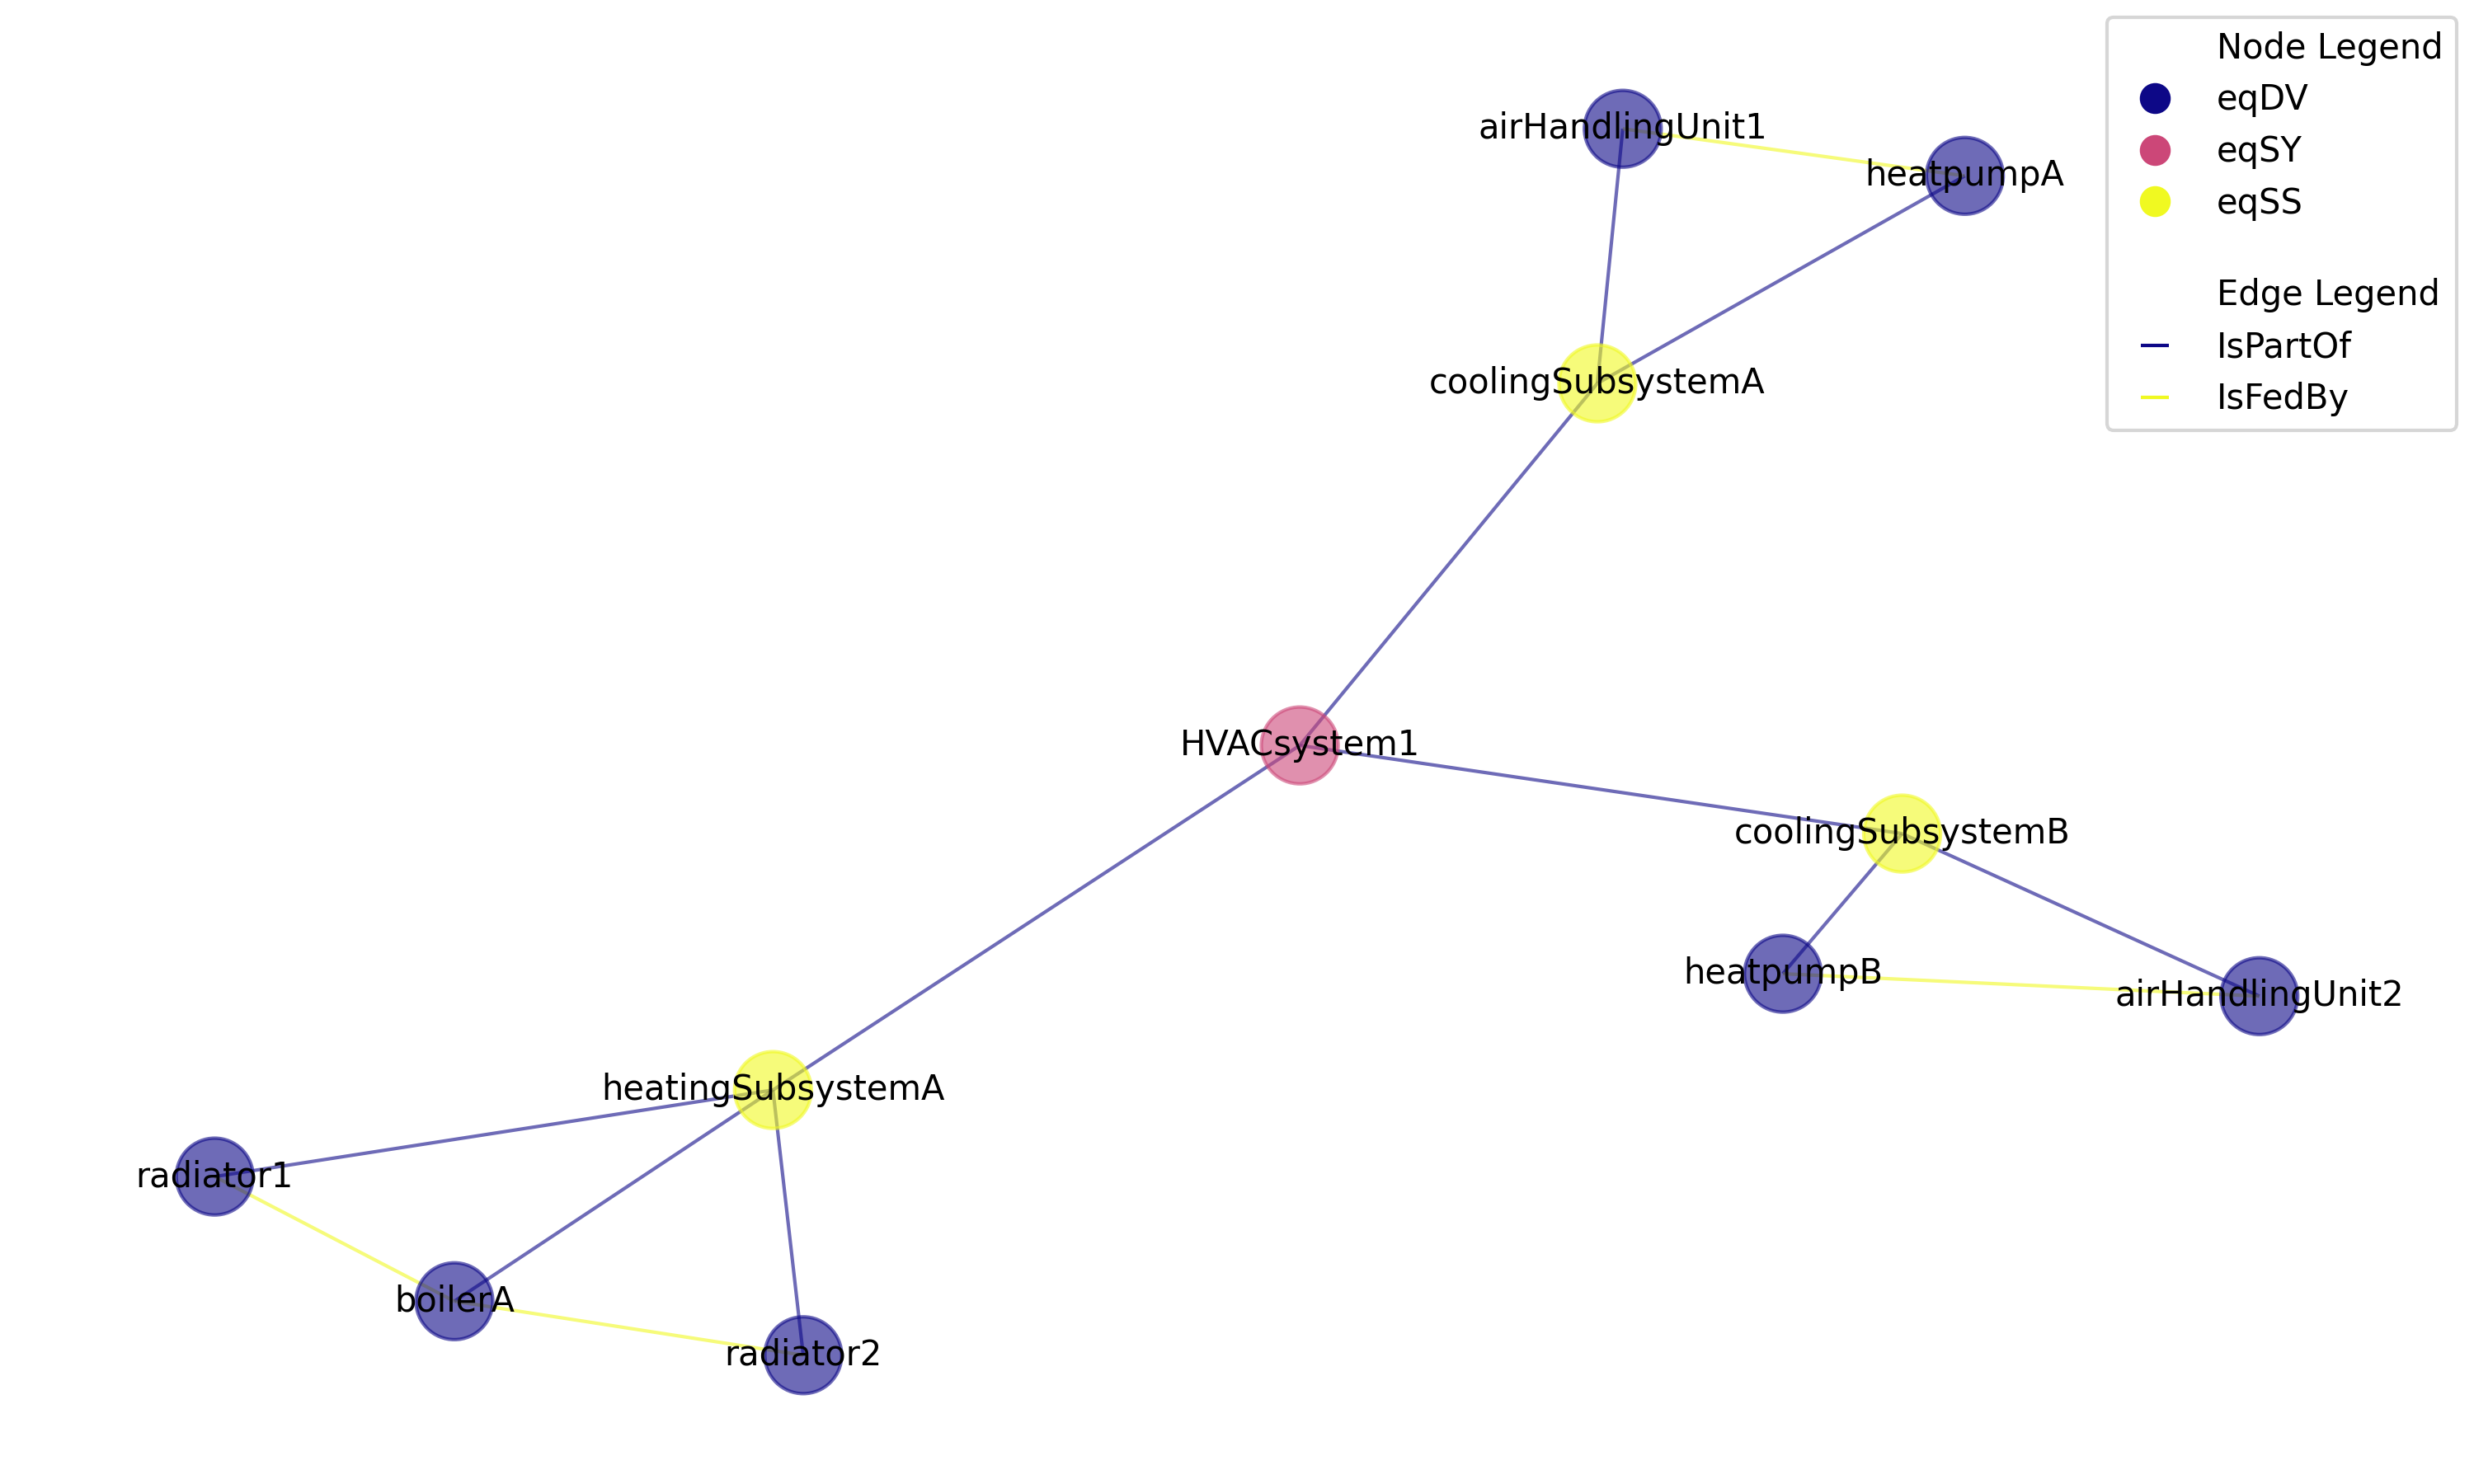 Node Legend
eqDV
eqSY
eqSS
Edge Legend
IsPartOf
IsFedBy
airHandlingUnit1
heatpumpA
coolingSubsystemA
HVACsystem1
coolingSubsystemB
heatpumpB
airHandlingUnit2
heatingSubsystemA
radiator1
boilerA
radiator2